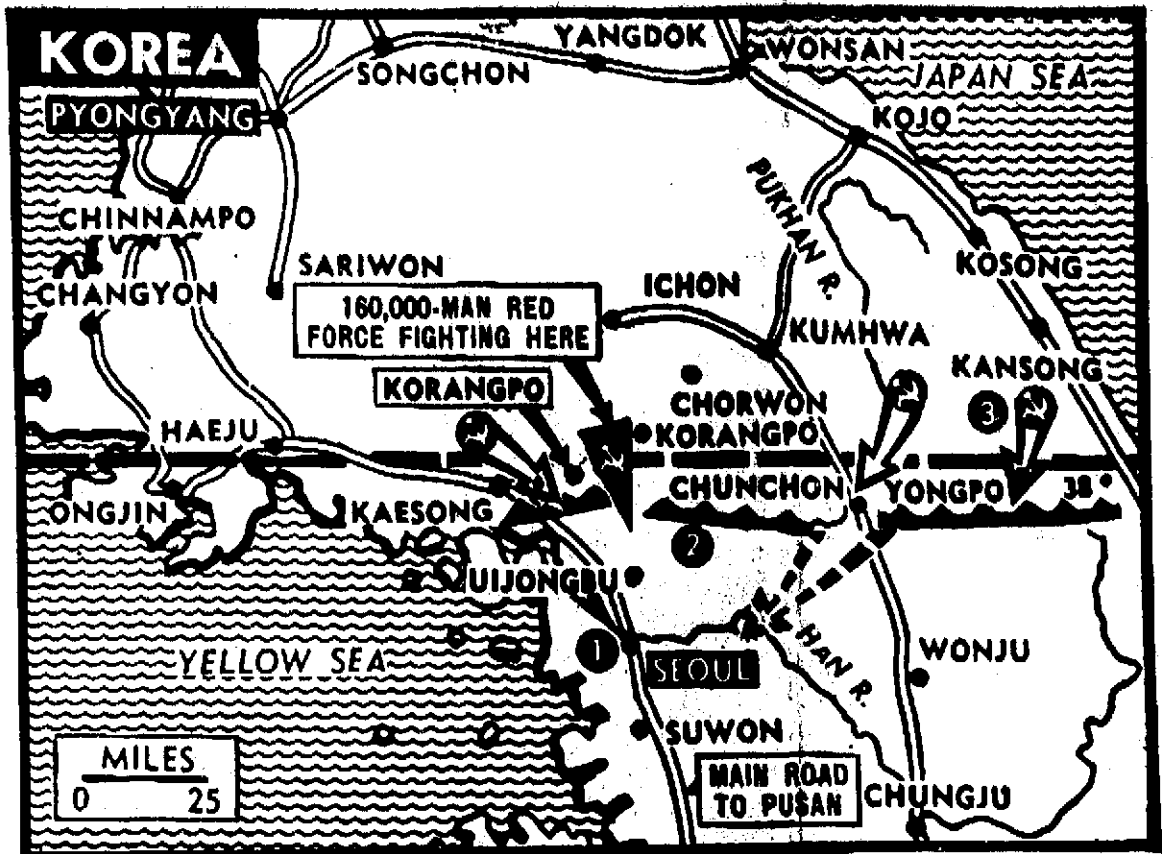 KOREA
YANGDOK
WONSAN
SONGCHON
JAPAN SEA
PYONGYANG
KOJO
PUKHAN R.
CHINNAMPO
KOSONG
SARIWON
ICHON
CHANGYON
160,000-MAN RED
FORCE FIGHTING HERE
KUMHWA
KANSONG
KORANGPO
CHORWON
3
KORANGPO
HAEJU
CHUNCHON
YONGPO
38°
ONGJIN
KAESONG
2
UIJONGBU
1
HAN R.
YELLOW SEA
SEOUL
WONJU
SUWON
MILES
0 25
MAIN ROAD
TO PUSAN
CHUNGJU